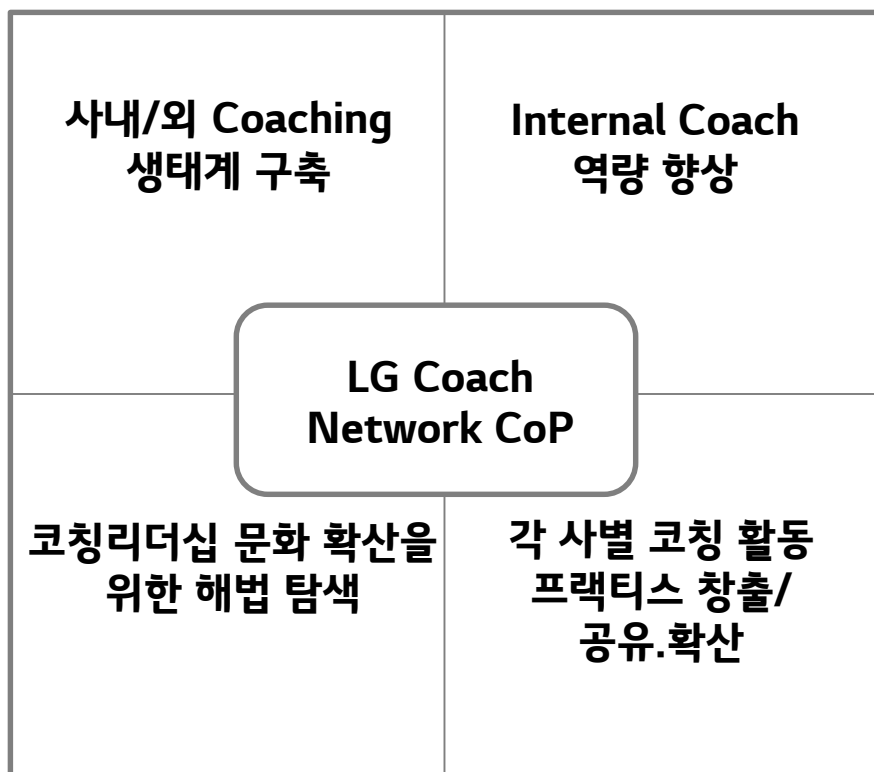 사내/외 Coaching
생태계 구축
Internal Coach
역량 향상
LG Coach
Network CoP
코칭리더십 문화 확산을
위한 해법 탐색
각 사별 코칭 활동
프랙티스 창출/
공유.확산